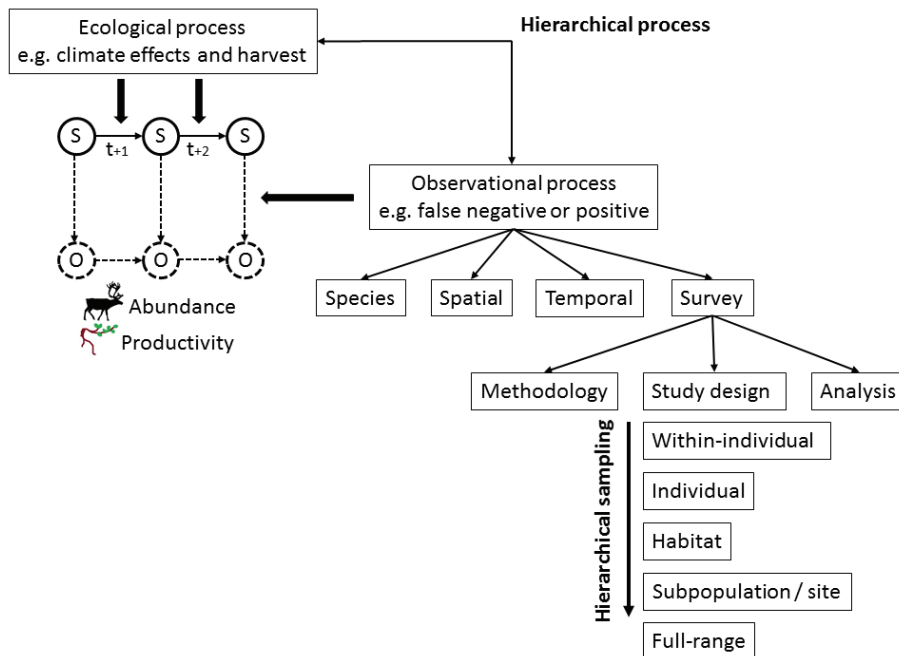 Ecological process
e.g. climate effects and harvest
Hierarchical process
S S S
t+1 t+2
Observational process
e.g. false negative or positive
O O O
Species Spatial Temporal Survey
Abundance
Productivity
Methodology Study design Analysis
Hierarchical sampling
Within-individual
Individual
Habitat
Subpopulation / site
Full-range